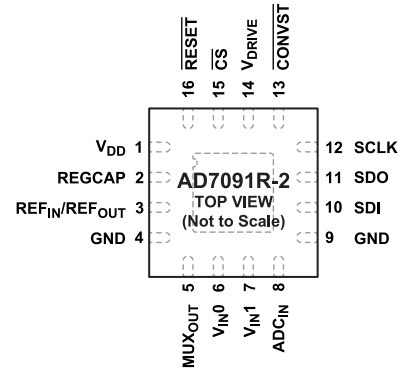 RESET
CS
VDRIVE
CONVST
16
15
14
13
VDD 1
REGCAP 2
REFIN/REFOUT 3
GND 4
AD7091R-2
TOP VIEW
(Not to Scale)
12 SCLK
11 SDO
10 SDI
9 GND
5
6
7
8
MUXOUT
VIN0
VIN1
ADCIN